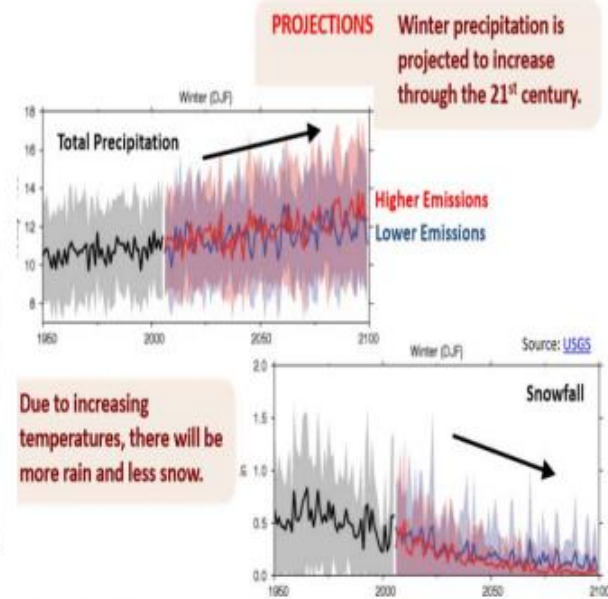 PROJECTIONS
Winter precipitation is
projected to increase
through the 21st century.
Winter (DJF)
18
16
14
12
10
8
Total Precipitation
1950
2000
2050
2100
Higher Emissions
Lower Emissions
Source: USGS
Due to increasing
temperatures, there will be
more rain and less snow.
Winter (DJF)
2.0
1.5
1.0
0.5
0.0
in
Snowfall
1950
2000
2050
2100